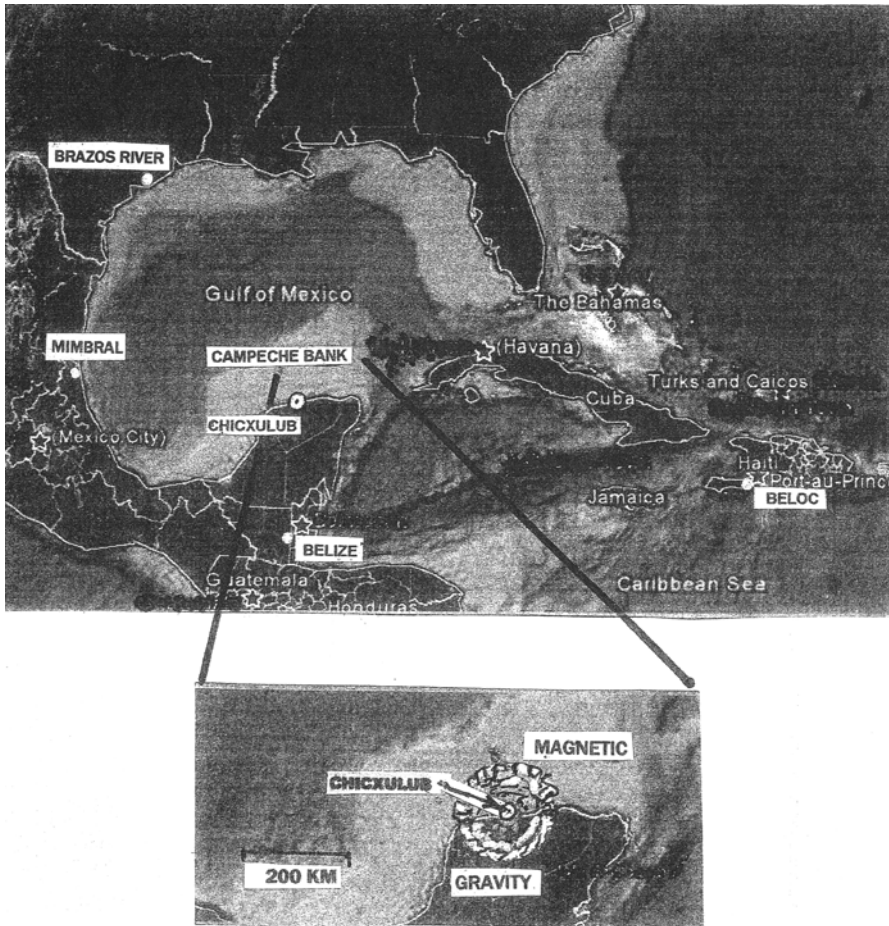 BRAZOS RIVER
Gulf of Mexico
The Bahamas
MIMBRAL
CAMPECHE BANK
(Havana)
Turks and Caicos
Cuba
CHICXULUB
(Mexico City)
Haiti
Port-au-Prince
Jamaica
BELOC
BELIZE
Guatemala
Caribbean Sea
Honduras
MAGNETIC
CHICXULUB
200 KM
GRAVITY